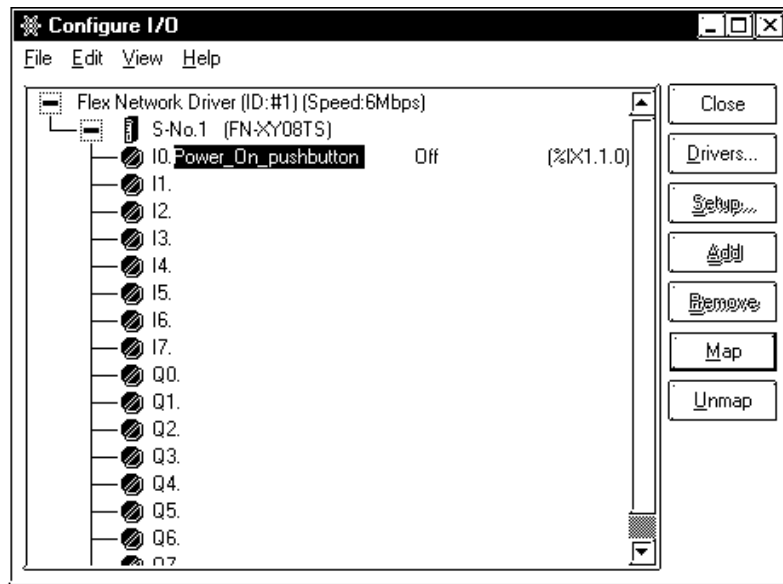 Configure I/O
File Edit View Help
Flex Network Driver (ID:#1) (Speed:6Mbps)
S-No.1 (FN-XY08TS)
I0.Power_On_pushbutton Off (%IX1.1.0)
I1.
I2.
I3.
I4.
I5.
I6.
I7.
Q0.
Q1.
Q2.
Q3.
Q4.
Q5.
Q6.
Q7
Close
Drivers...
Setup...
Add
Remove
Map
Unmap